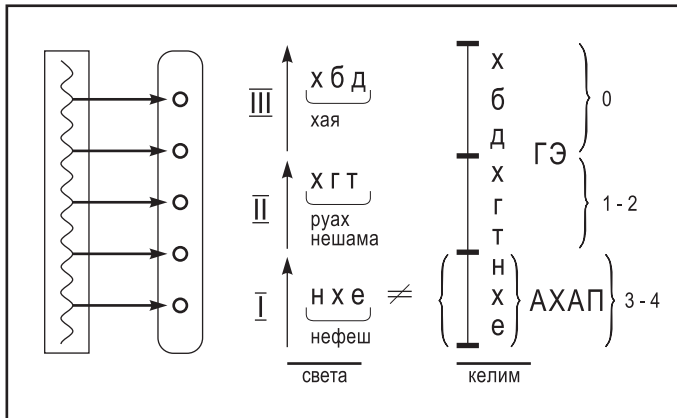 III
х б д
хая
II
х г т
руах
нешама
I
н х е
нефеш
≠
света
х
б
д
х
г
т
н
х
е
ГЭ
АХАП
0
1 - 2
3 - 4
келим